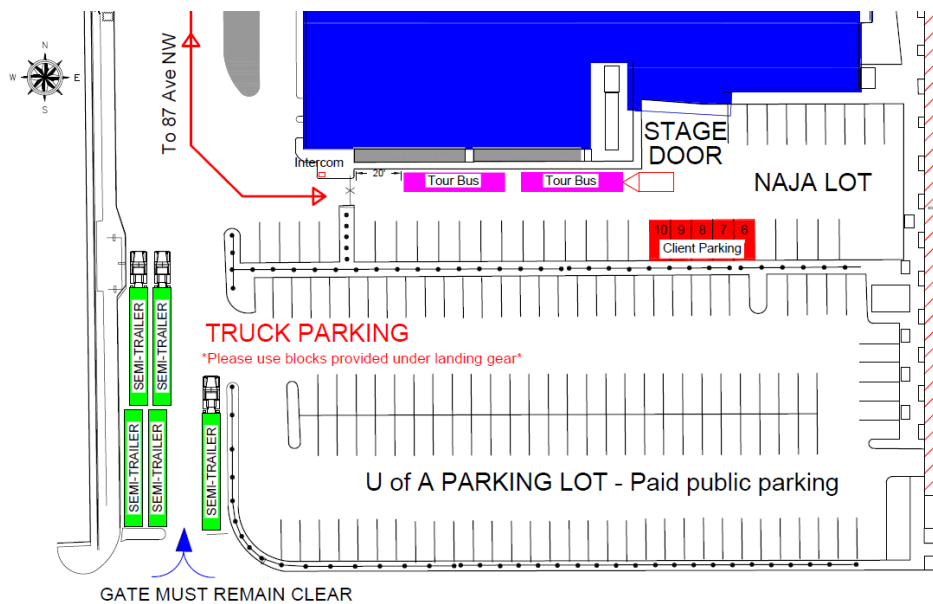 N
W
E
S
To 87 Ave NW
Intercom
20'
Tour Bus
Tour Bus
STAGE
DOOR
NAJA LOT
10 9 8 7 6
Client Parking
SEMI-TRAILER
SEMI-TRAILER
TRUCK PARKING
*Please use blocks provided under landing gear*
SEMI-TRAILER
SEMI-TRAILER
SEMI-TRAILER
U of A PARKING LOT - Paid public parking
GATE MUST REMAIN CLEAR